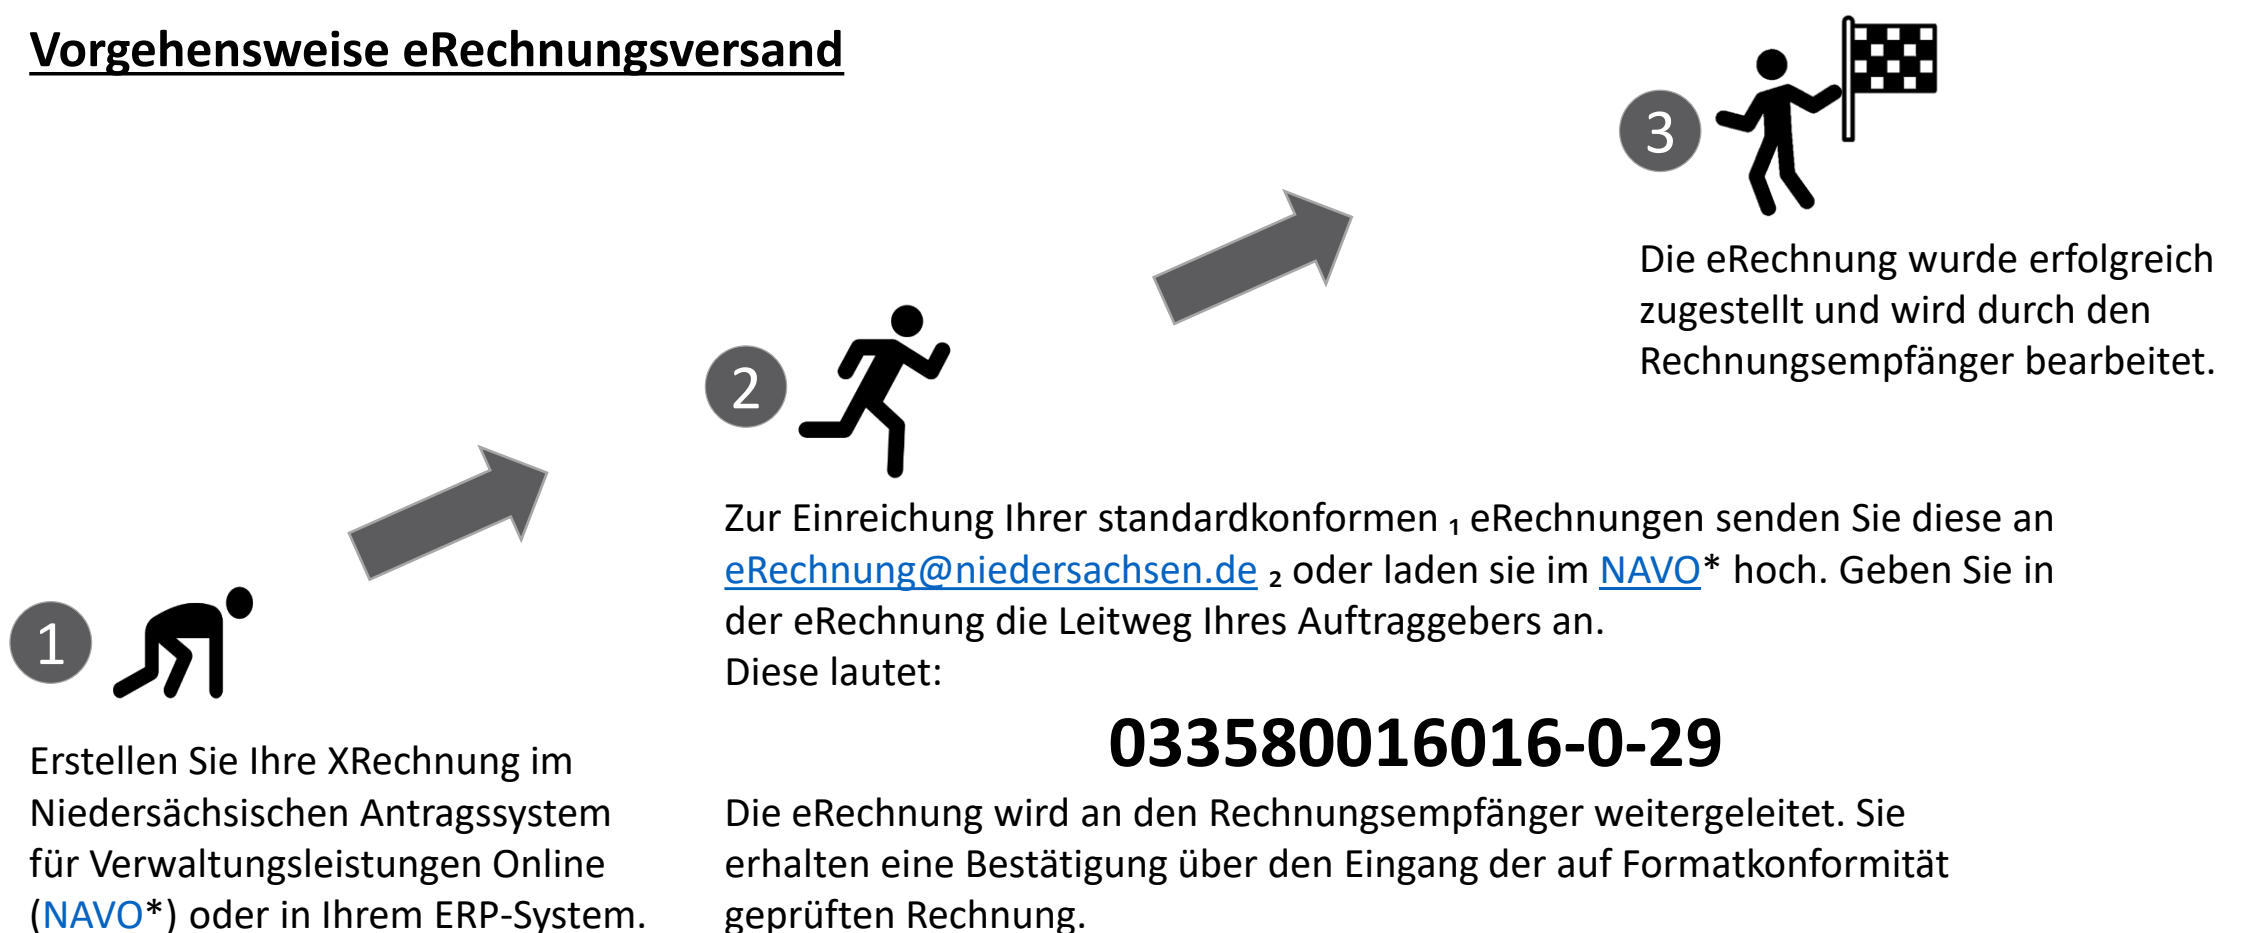 Vorgehensweise eRechnungsversand
1
Erstellen Sie Ihre XRechnung im
Niedersächsischen Antragssystem
für Verwaltungsleistungen Online
(NAVO*) oder in Ihrem ERP-System.
2
Zur Einreichung Ihrer standardkonformen ₁ eRechnungen senden Sie diese an
eRechnung@niedersachsen.de ₂ oder laden sie im NAVO* hoch. Geben Sie in
der eRechnung die Leitweg Ihres Auftraggebers an.
Diese lautet:
033580016016-0-29
Die eRechnung wird an den Rechnungsempfänger weitergeleitet. Sie
erhalten eine Bestätigung über den Eingang der auf Formatkonformität
geprüften Rechnung.
3
Die eRechnung wurde erfolgreich
zugestellt und wird durch den
Rechnungsempfänger bearbeitet.